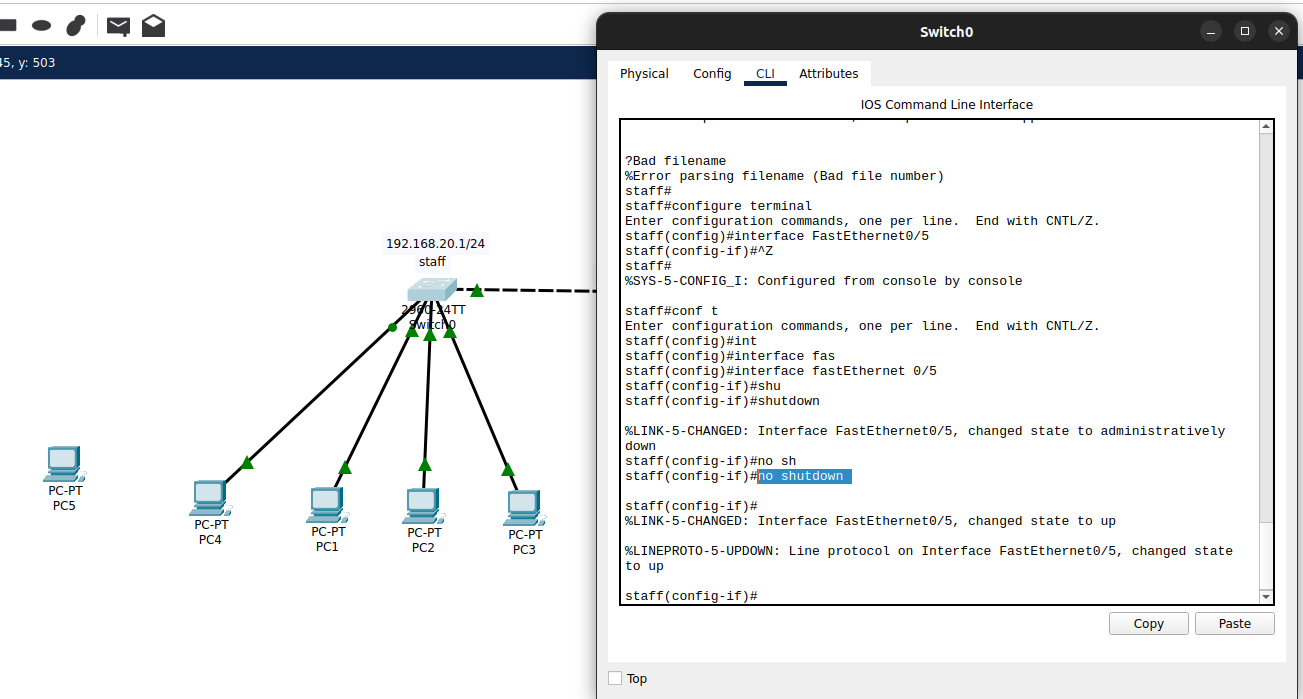 45, y: 503
192.168.20.1/24
staff
2960-24TT
Switch0
PC-PT
PC5
PC-PT
PC4
PC-PT
PC1
PC-PT
PC2
PC-PT
PC3
Switch0
Physical Config CLI Attributes
IOS Command Line Interface
?Bad filename
%Error parsing filename (Bad file number)
staff#
staff#configure terminal
Enter configuration commands, one per line.  End with CNTL/Z.
staff(config)#interface FastEthernet0/5
staff(config-if)#^Z
staff#
%SYS-5-CONFIG_I: Configured from console by console
staff#conf t
Enter configuration commands, one per line.  End with CNTL/Z.
staff(config)#int
staff(config)#interface fas
staff(config)#interface fastEthernet 0/5
staff(config-if)#shu
staff(config-if)#shutdown
%LINK-5-CHANGED: Interface FastEthernet0/5, changed state to administratively
down
staff(config-if)#no sh
staff(config-if)#no shutdown
staff(config-if)#
%LINK-5-CHANGED: Interface FastEthernet0/5, changed state to up
%LINEPROTO-5-UPDOWN: Line protocol on Interface FastEthernet0/5, changed state
to up
staff(config-if)#
Copy Paste
Top